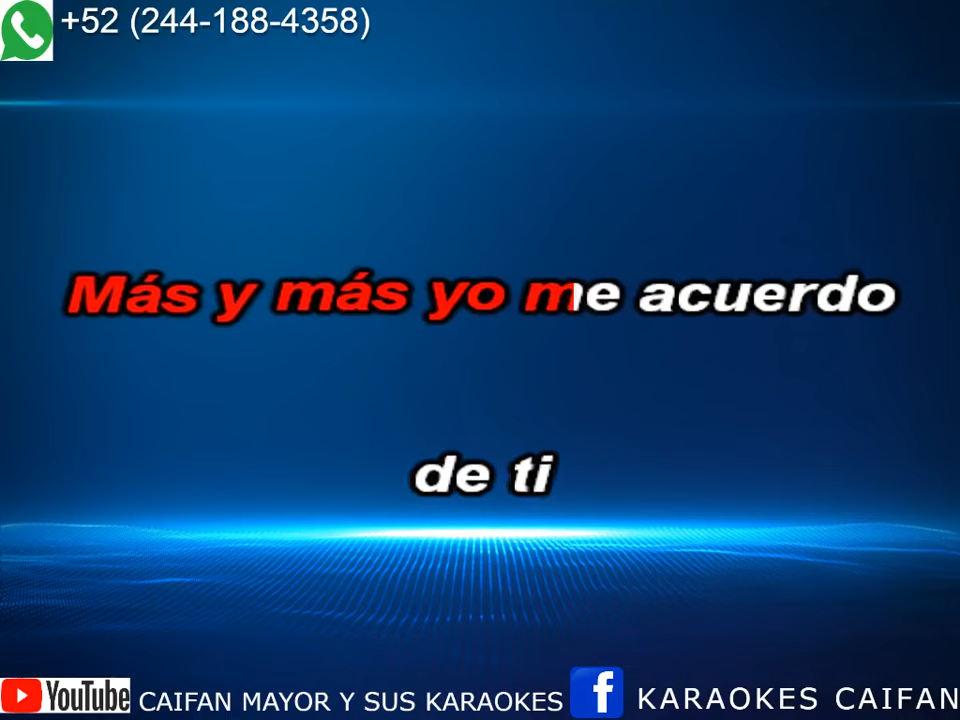 +52 (244-188-4358)
Más y más yo me acuerdo
de ti
YouTube CAIFAN MAYOR Y SUS KARAOKES f KARAOKES CAIFAN